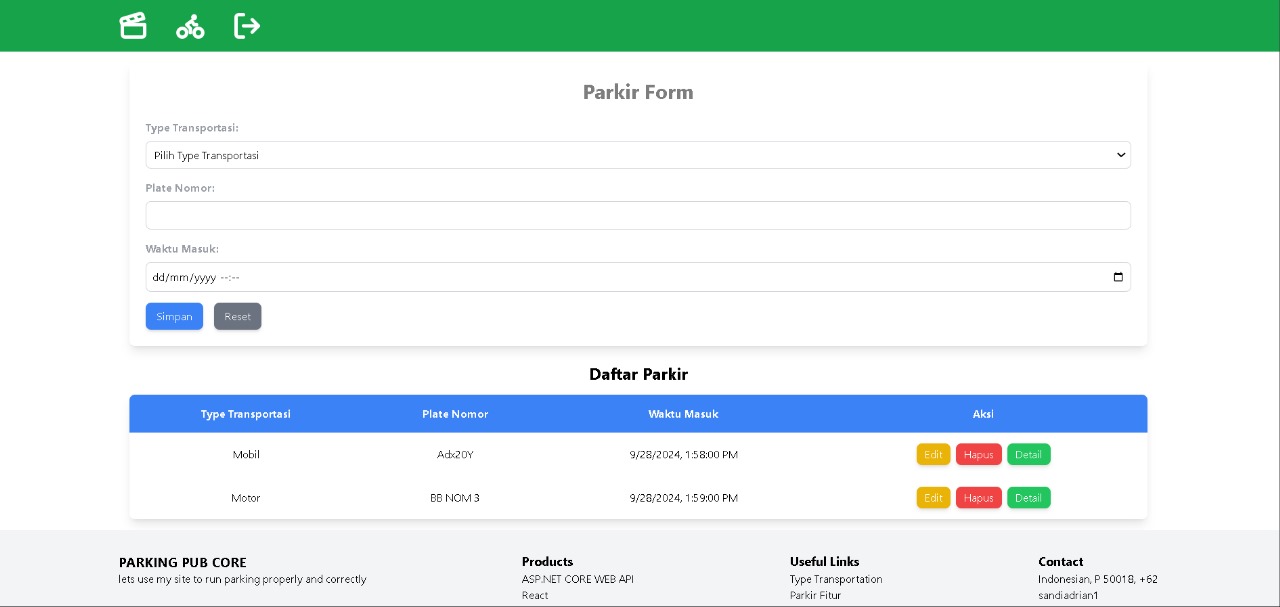 Parkir Form
Type Transportasi:
Pilih Type Transportasi
Plate Nomor:
Waktu Masuk:
dd/mm/yyyy --:--
Simpan Reset
Daftar Parkir
Type Transportasi Plate Nomor Waktu Masuk Aksi
Mobil Adx20Y 9/28/2024, 1:58:00 PM Edit Hapus Detail
Motor BB NOM 3 9/28/2024, 1:59:00 PM Edit Hapus Detail
PARKING PUB CORE
lets use my site to run parking properly and correctly
Products
ASP.NET CORE WEB API
React
Useful Links
Type Transportation
Parkir Fitur
Contact
Indonesian, P 50018, +62
sandiadrian1